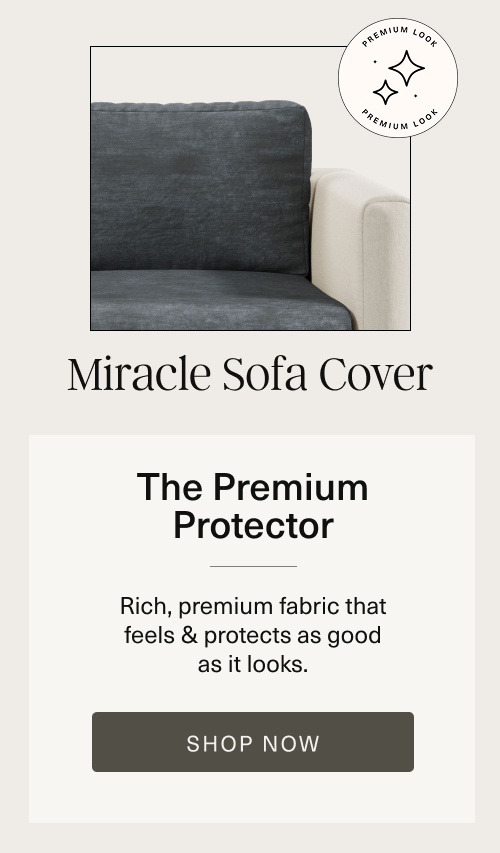 PREMIUM LOOK
PREMIUM LOOK
Miracle Sofa Cover
The Premium
Protector
Rich, premium fabric that
feels & protects as good
as it looks.
SHOP NOW